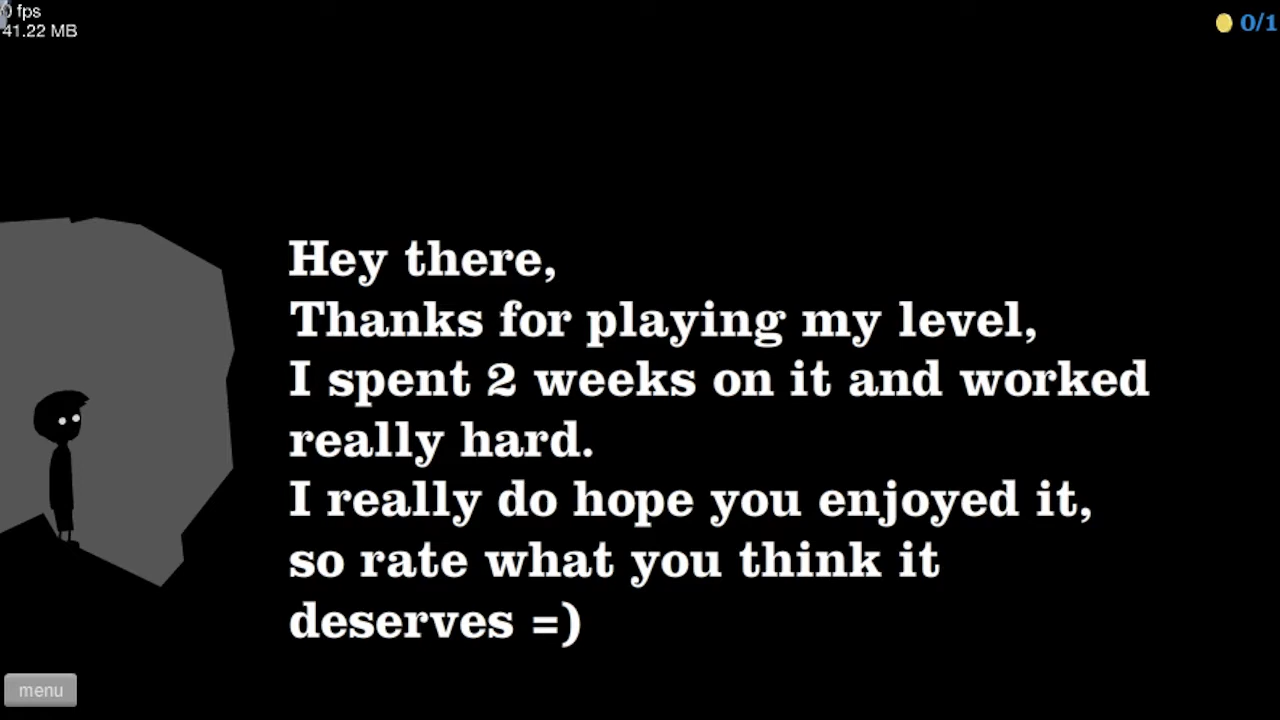 0 fps
41.22 MB
0/1
Hey there,
Thanks for playing my level,
I spent 2 weeks on it and worked
really hard.
I really do hope you enjoyed it,
so rate what you think it
deserves =)
menu